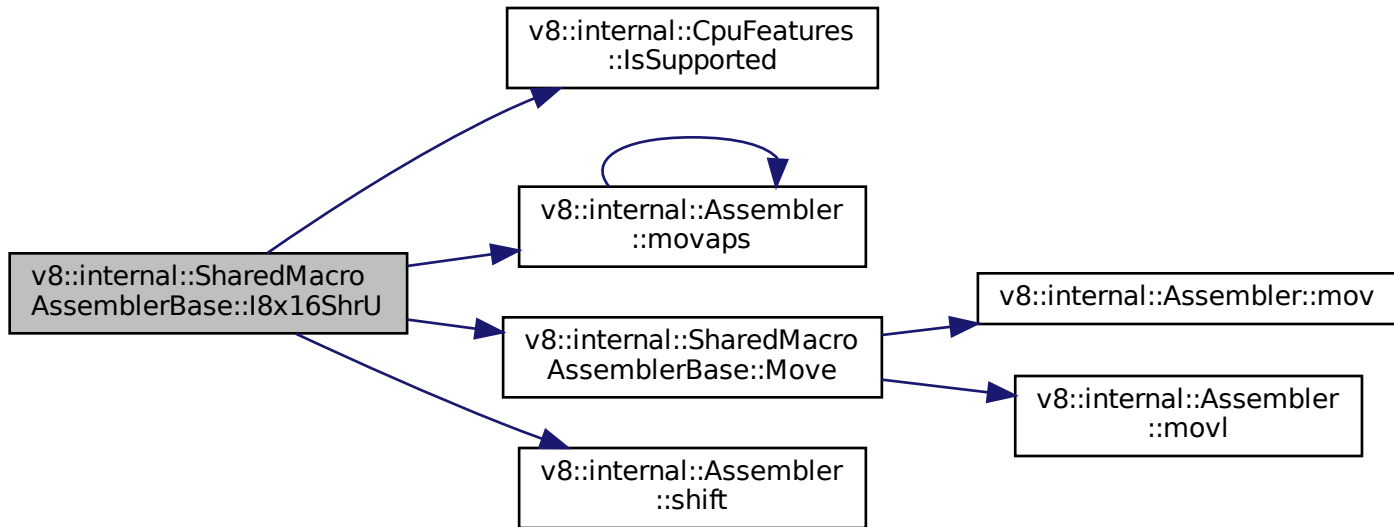 v8::internal::CpuFeatures
::IsSupported
v8::internal::Assembler
::movaps
v8::internal::SharedMacro
AssemblerBase::I8x16ShrU
v8::internal::Assembler::mov
v8::internal::SharedMacro
AssemblerBase::Move
v8::internal::Assembler
::movl
v8::internal::Assembler
::shift